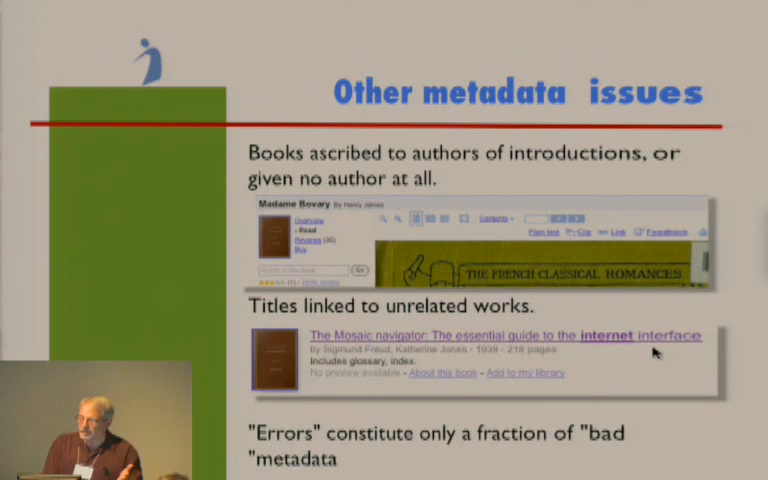 Other metadata issues
Books ascribed to authors of introductions, or
given no author at all.
Madame Bovary By Henry James
Overview
Read
Reviews (30)
Buy
Contents
Plain text Clip Link Feedback
Go
Write review
THE FRENCH CLASSICAL ROMANCES
Titles linked to unrelated works.
The Mosaic navigator: The essential guide to the internet interface
by Sigmund Freud, Katherine Jones - 1939 - 218 pages
Includes glossary, index.
No preview available - About this book - Add to my library
"Errors" constitute only a fraction of "bad
"metadata